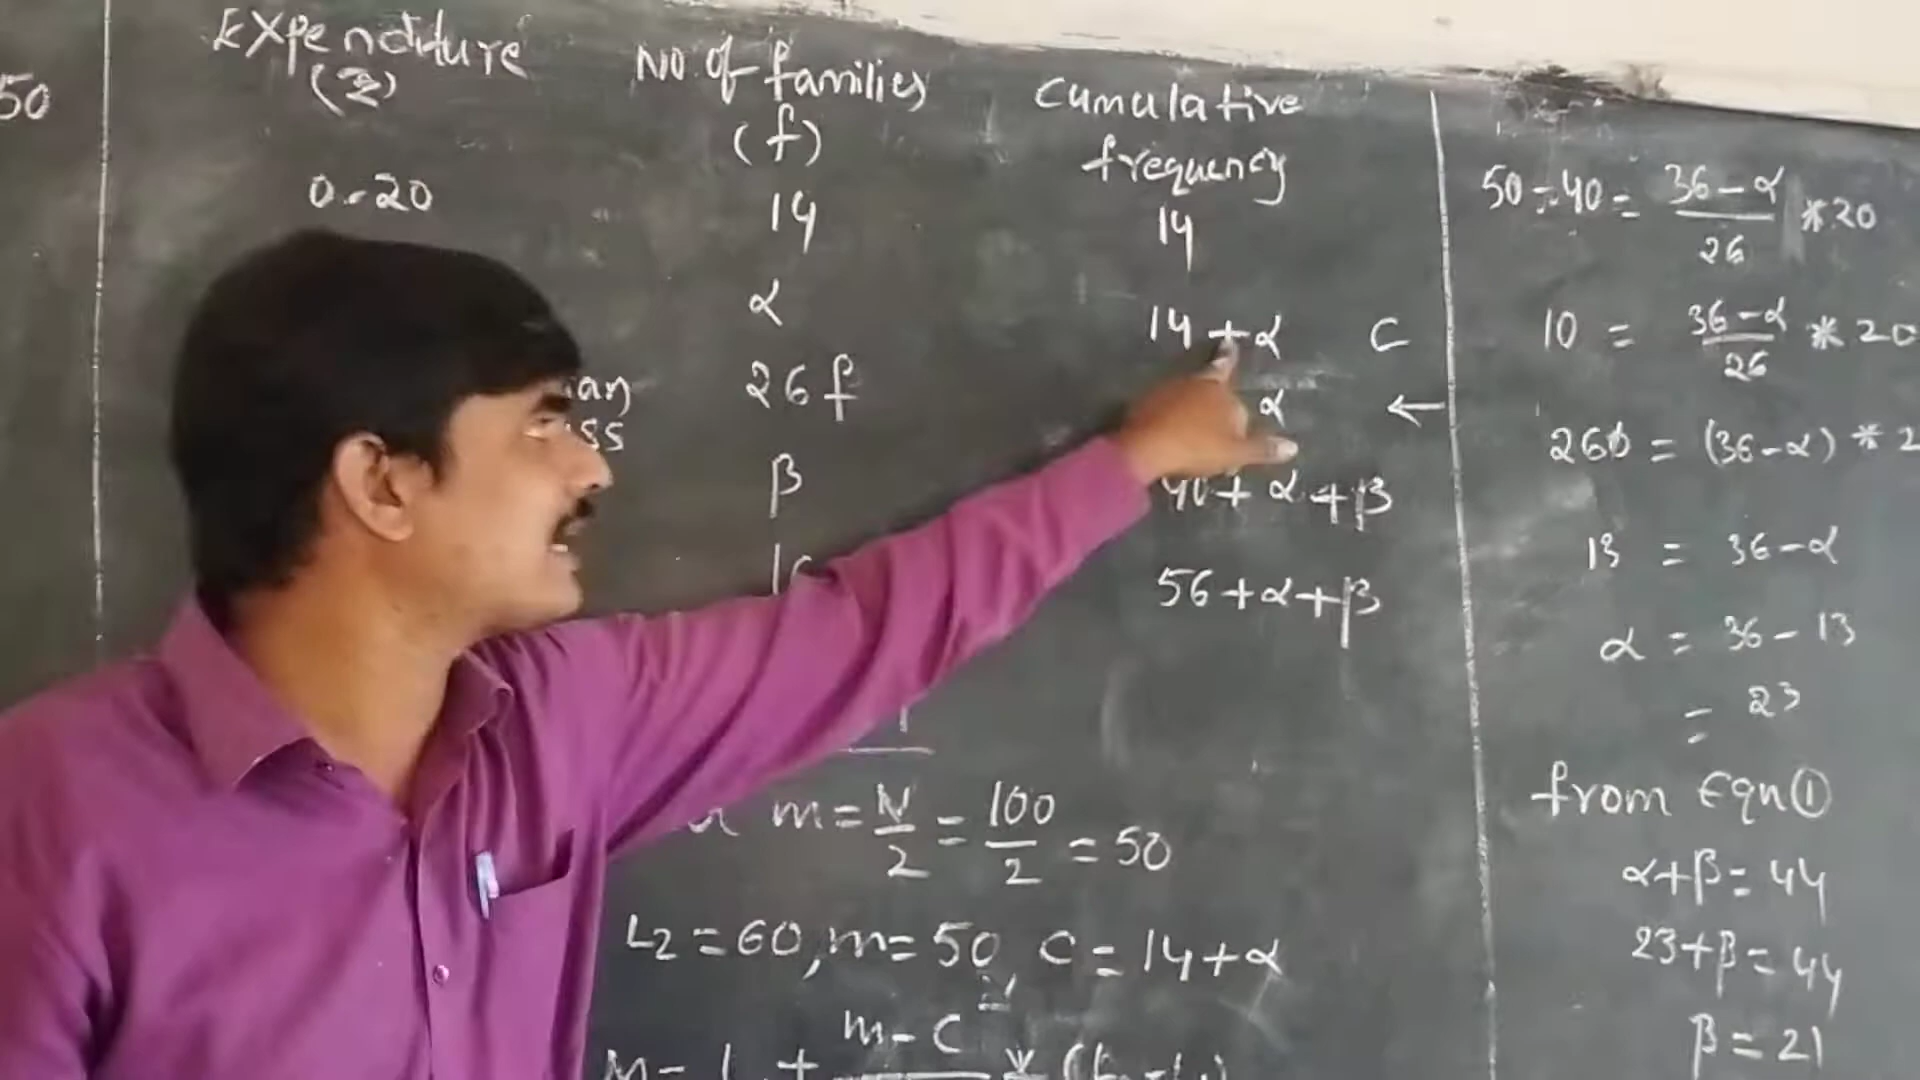 50
Expenditure
(₹)
No. of families
(f)
Cumulative
frequency
0-20
14
14
α
14+α C
26 f
α ←
β
40+α+β
56+α+β
m=N/2=100/2=50
L2=60, m=50, C=14+α
m-C
50-40=(36-α)/26 *20
10 = (36-α)/26 *20
260 = (36-α) * 2
13 = 36-α
α = 36-13
= 23
from Eqn①
α+β=44
23+β=44
β=21